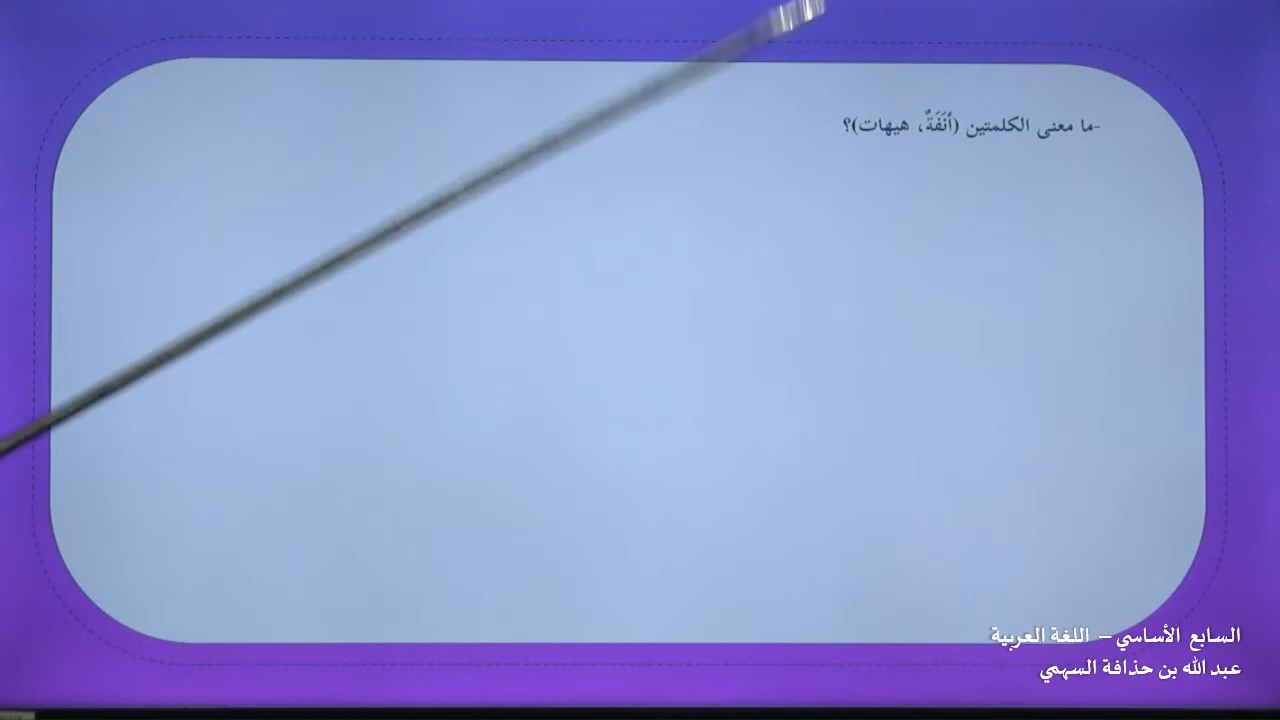 -ما معنى الكلمتين (أَنَفَةٌ، هيهات)؟
السابع الأساسي – اللغة العربية
عبد الله بن حذافة السهمي